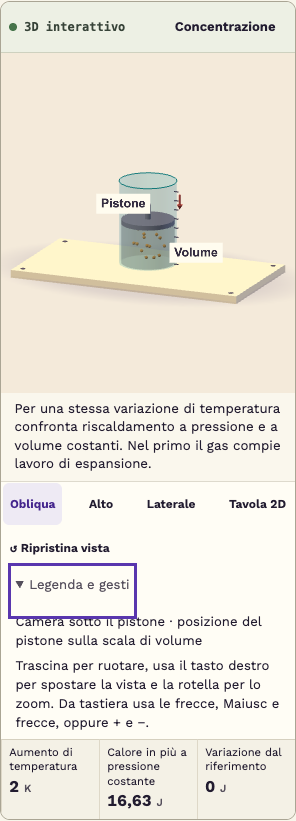 3D interattivo
Concentrazione
Pistone
Volume
Per una stessa variazione di temperatura
confronta riscaldamento a pressione e a
volume costanti. Nel primo il gas compie
lavoro di espansione.
Obliqua
Alto
Laterale
Tavola 2D
↺ Ripristina vista
▼ Legenda e gesti
Camera sotto il pistone · posizione del
pistone sulla scala di volume
Trascina per ruotare, usa il tasto destro
per spostare la vista e la rotella per lo
zoom. Da tastiera usa le frecce, Maiusc e
frecce, oppure + e −.
Aumento di
temperatura
2 K
Calore in più a
pressione
costante
16,63 J
Variazione dal
riferimento
0 J